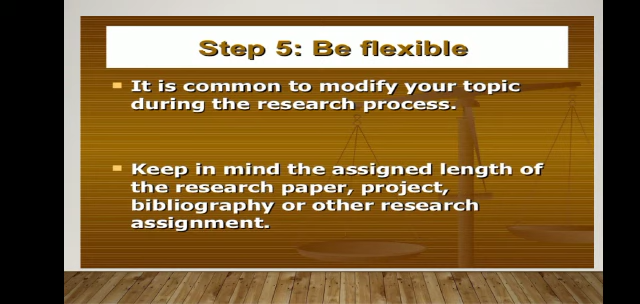 Step 5: Be flexible
It is common to modify your topic
during the research process.
Keep in mind the assigned length of
the research paper, project,
bibliography or other research
assignment.